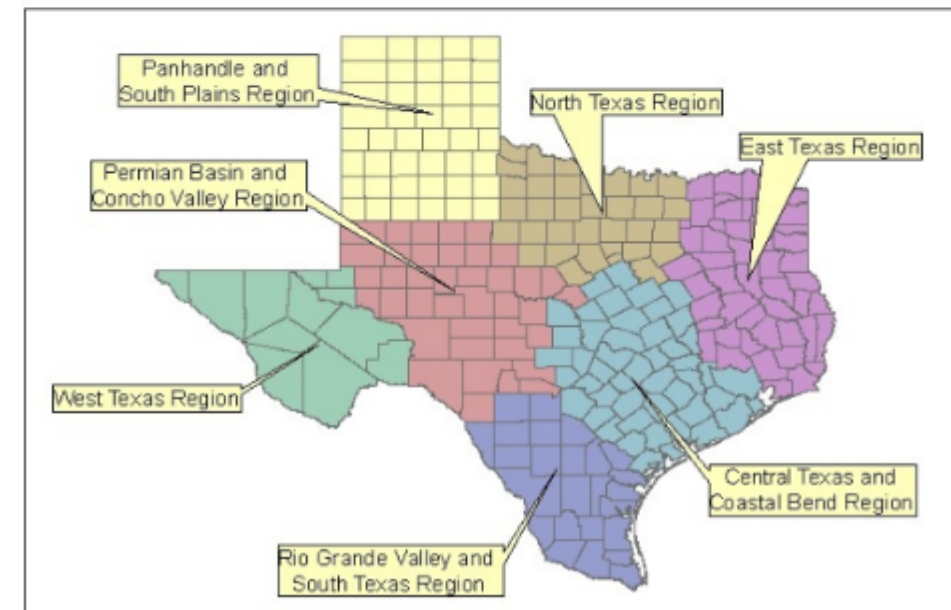 Panhandle and
South Plains Region
North Texas Region
East Texas Region
Permian Basin and
Concho Valley Region
West Texas Region
Central Texas and
Coastal Bend Region
Rio Grande Valley and
South Texas Region